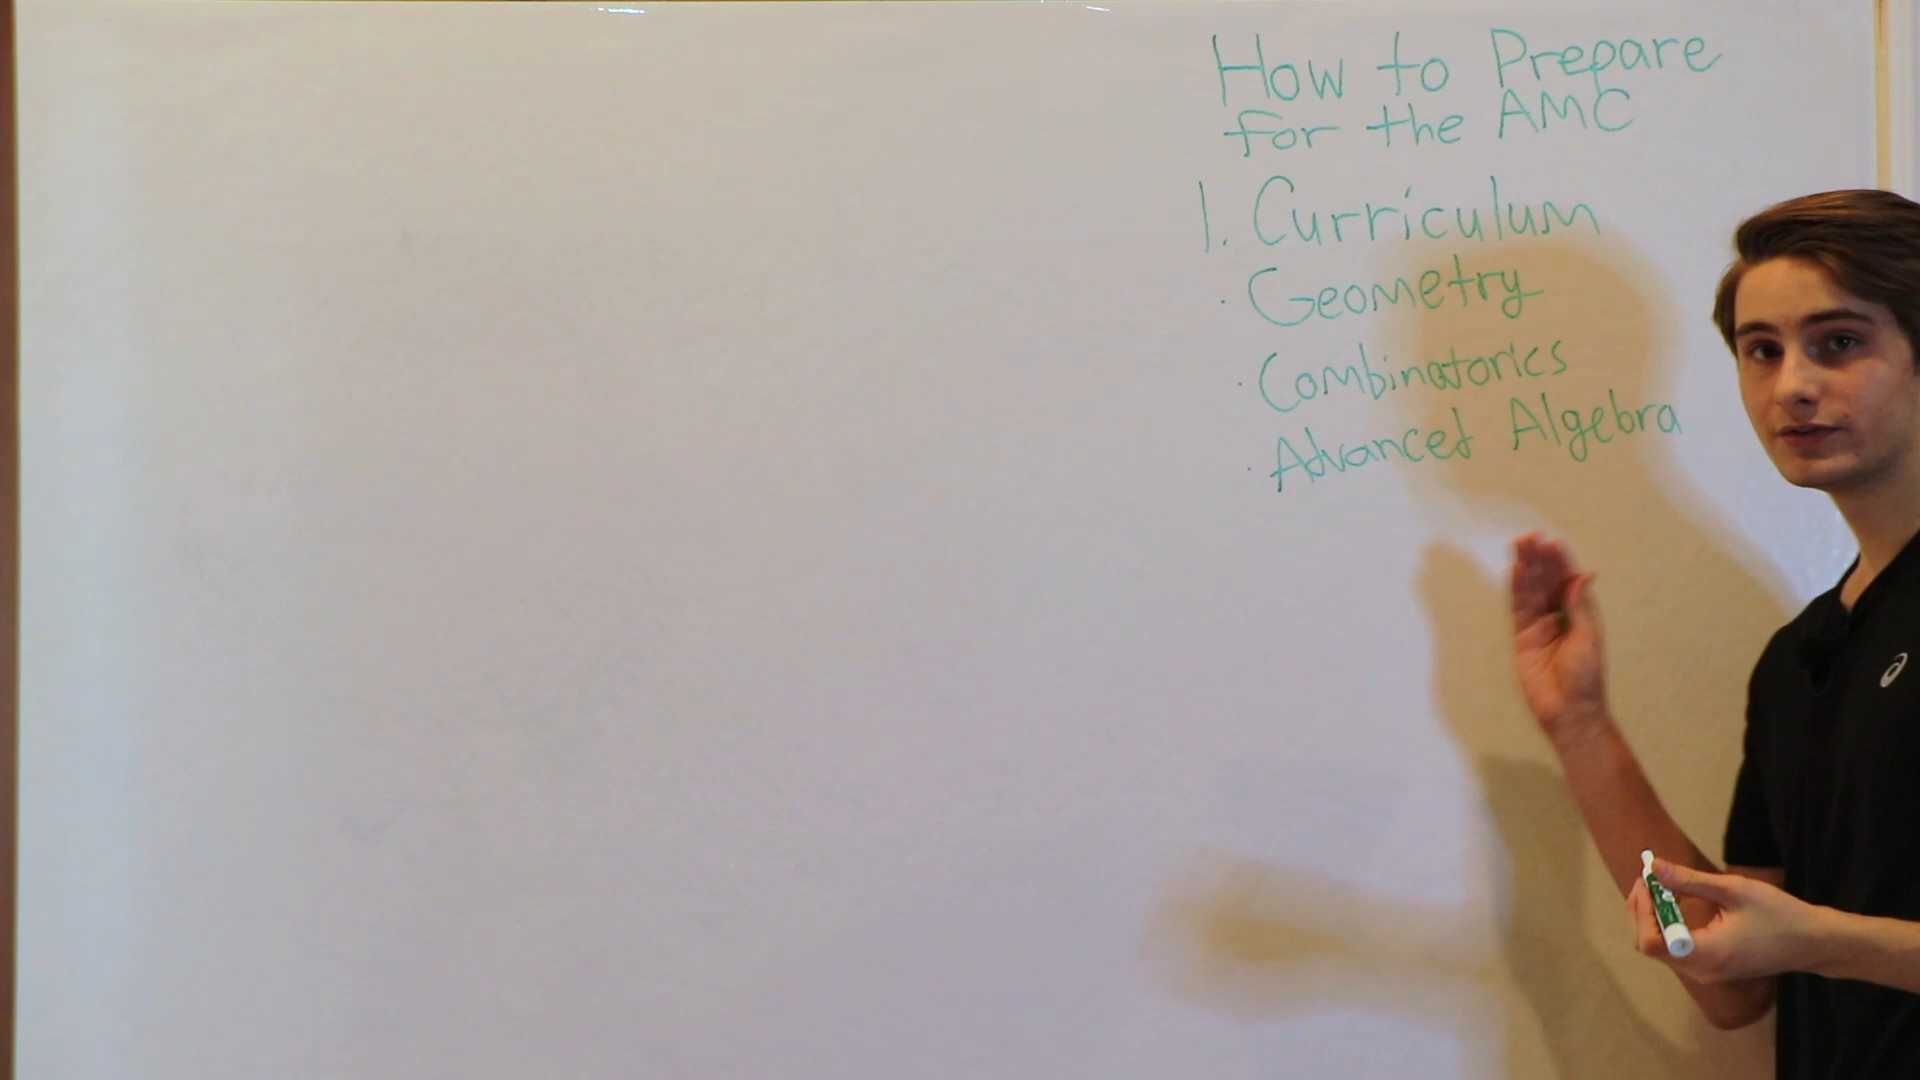 How to Prepare
for the AMC
1. Curriculum
· Geometry
· Combinatorics
· Advanced Algebra